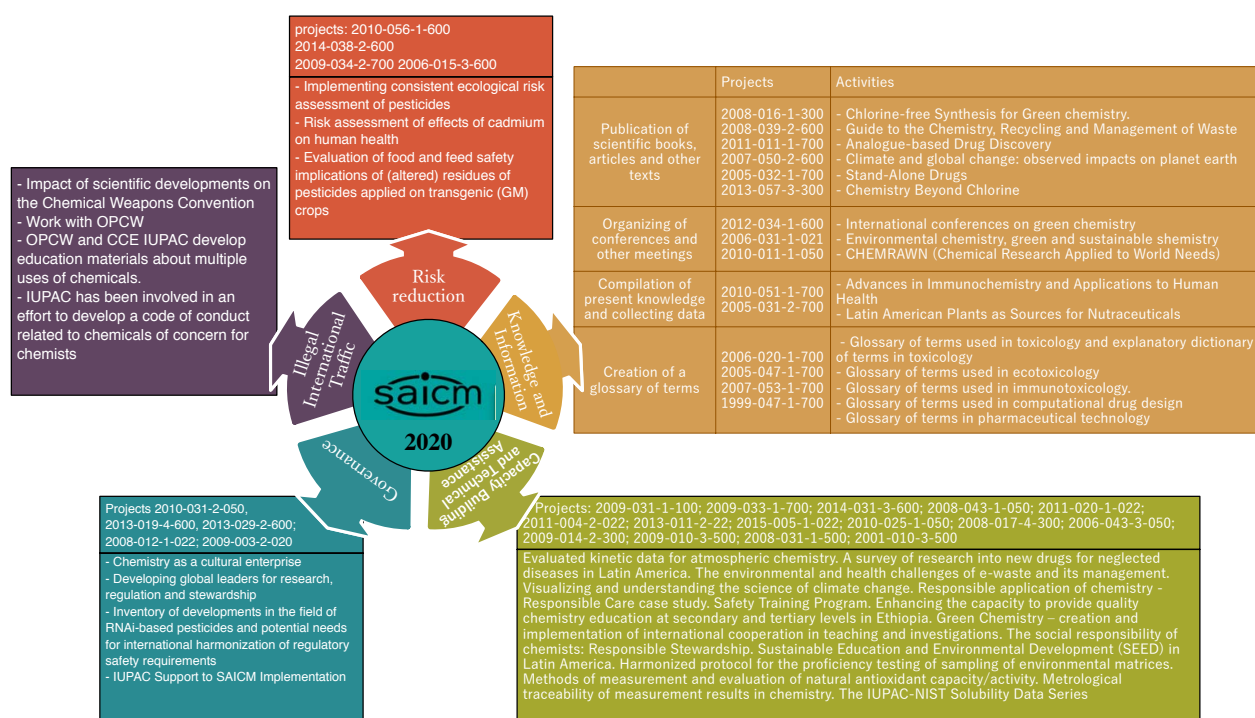 projects: 2010-056-1-600
2014-038-2-600
2009-034-2-700 2006-015-3-600
- Implementing consistent ecological risk
assessment of pesticides
- Risk assessment of effects of cadmium
on human health
- Evaluation of food and feed safety
implications of (altered) residues of
pesticides applied on transgenic (GM)
crops
- Impact of scientific developments on
the Chemical Weapons Convention
- Work with OPCW
- OPCW and CCE IUPAC develop
education materials about multiple
uses of chemicals.
- IUPAC has been involved in an
effort to develop a code of conduct
related to chemicals of concern for
chemists
Projects
Activities
Publication of
scientific books,
articles and other
texts
2008-016-1-300
2008-039-2-600
2011-011-1-700
2007-050-2-600
2005-032-1-700
2013-057-3-300
- Chlorine-free Synthesis for Green chemistry.
- Guide to the Chemistry, Recycling and Management of Waste
- Analogue-based Drug Discovery
- Climate and global change: observed impacts on planet earth
- Stand-Alone Drugs
- Chemistry Beyond Chlorine
Organizing of
conferences and
other meetings
2012-034-1-600
2006-031-1-021
2010-011-1-050
- International conferences on green chemistry
- Environmental chemistry, green and sustainable shemistry
- CHEMRAWN (Chemical Research Applied to World Needs)
Compilation of
present knowledge
and collecting data
2010-051-1-700
2005-031-2-700
- Advances in Immunochemistry and Applications to Human
Health
- Latin American Plants as Sources for Nutraceuticals
Creation of a
glossary of terms
2006-020-1-700
2005-047-1-700
2007-053-1-700
1999-047-1-700
- Glossary of terms used in toxicology and explanatory dictionary
of terms in toxicology
- Glossary of terms used in ecotoxicology
- Glossary of terms used in immunotoxicology.
- Glossary of terms used in computational drug design
- Glossary of terms in pharmaceutical technology
Risk
reduction
Knowledge and
Information
Illegal
International
Traffic
saicm
2020
Governance
Capacity Building
and Technical
Assistance
Projects 2010-031-2-050,
2013-019-4-600, 2013-029-2-600;
2008-012-1-022; 2009-003-2-020
- Chemistry as a cultural enterprise
- Developing global leaders for research,
regulation and stewardship
- Inventory of developments in the field of
RNAi-based pesticides and potential needs
for international harmonization of regulatory
safety requirements
- IUPAC Support to SAICM Implementation
Projects: 2009-031-1-100; 2009-033-1-700; 2014-031-3-600; 2008-043-1-050; 2011-020-1-022;
2011-004-2-022; 2013-011-2-22; 2015-005-1-022; 2010-025-1-050; 2008-017-4-300; 2006-043-3-050;
2009-014-2-300; 2009-010-3-500; 2008-031-1-500; 2001-010-3-500
Evaluated kinetic data for atmospheric chemistry. A survey of research into new drugs for neglected
diseases in Latin America. The environmental and health challenges of e-waste and its management.
Visualizing and understanding the science of climate change. Responsible application of chemistry -
Responsible Care case study. Safety Training Program. Enhancing the capacity to provide quality
chemistry education at secondary and tertiary levels in Ethiopia. Green Chemistry – creation and
implementation of international cooperation in teaching and investigations. The social responsibility of
chemists: Responsible Stewardship. Sustainable Education and Environmental Development (SEED) in
Latin America. Harmonized protocol for the proficiency testing of sampling of environmental matrices.
Methods of measurement and evaluation of natural antioxidant capacity/activity. Metrological
traceability of measurement results in chemistry. The IUPAC-NIST Solubility Data Series